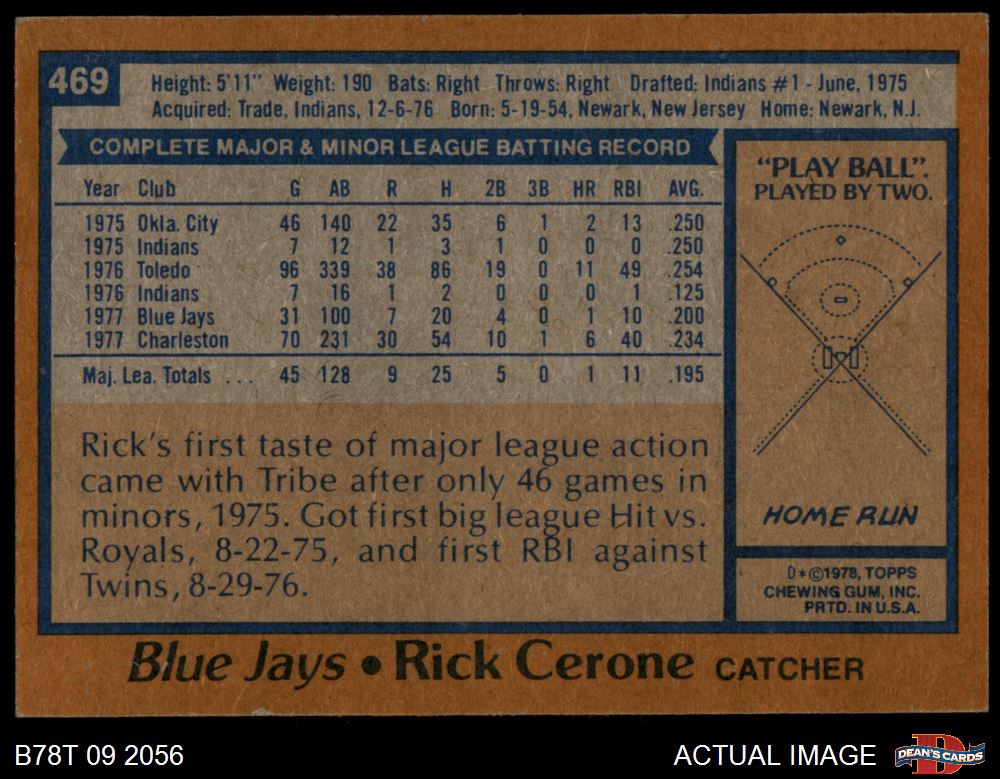 469
Height: 5'11" Weight: 190 Bats: Right Throws: Right Drafted: Indians #1 - June, 1975
Acquired: Trade, Indians, 12-6-76 Born: 5-19-54, Newark, New Jersey Home: Newark, N.J.
COMPLETE MAJOR & MINOR LEAGUE BATTING RECORD
Year Club G AB R H 2B 3B HR RBI AVG.
1975 Okla. City 46 140 22 35 6 1 2 13 .250
1975 Indians 7 12 1 3 1 0 0 0 .250
1976 Toledo 96 339 38 86 19 0 11 49 .254
1976 Indians 7 16 1 2 0 0 0 1 .125
1977 Blue Jays 31 100 7 20 4 0 1 10 .200
1977 Charleston 70 231 30 54 10 1 6 40 .234
Maj. Lea. Totals ... 45 128 9 25 5 0 1 11 .195
Rick's first taste of major league action
came with Tribe after only 46 games in
minors, 1975. Got first big league Hit vs.
Royals, 8-22-75, and first RBI against
Twins, 8-29-76.
"PLAY BALL".
PLAYED BY TWO.
HOME RUN
D*©1978, TOPPS
CHEWING GUM, INC.
PRTD. IN U.S.A.
Blue Jays • Rick Cerone CATCHER
B78T 09 2056
ACTUAL IMAGE
DEAN'S CARDS